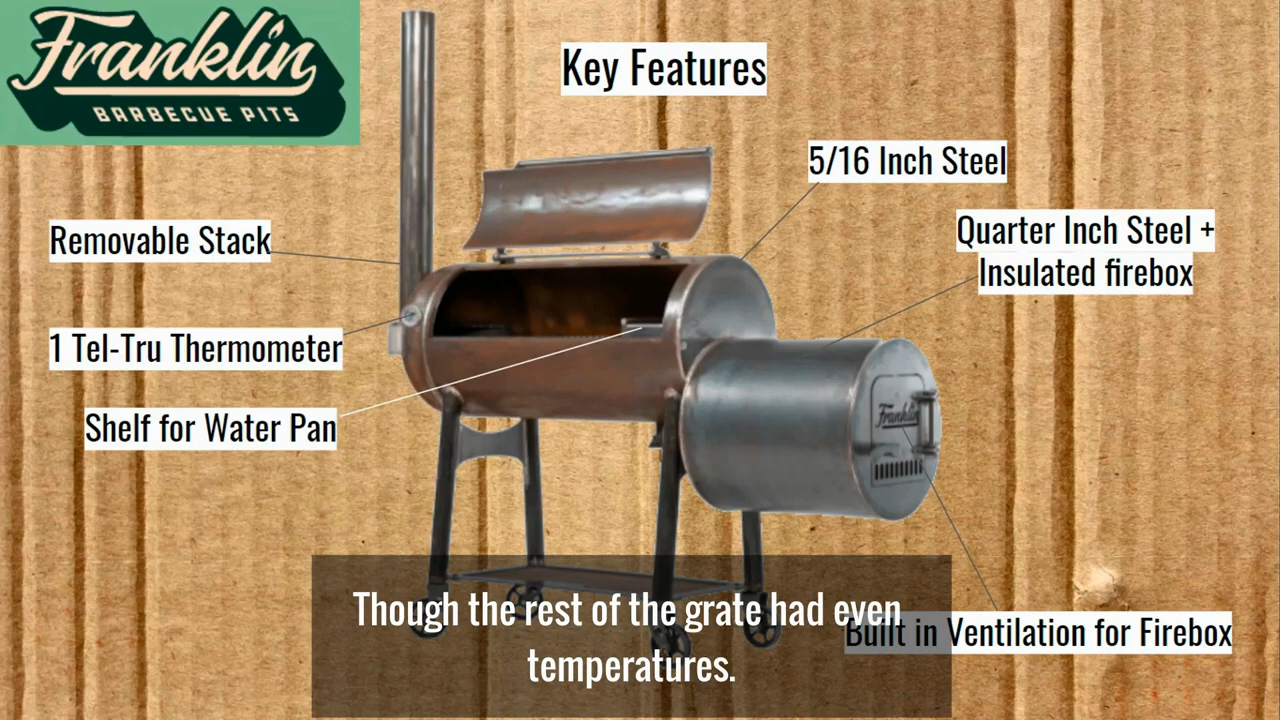 Franklin
BARBECUE PITS
Key Features
5/16 Inch Steel
Quarter Inch Steel +
Insulated firebox
Removable Stack
1 Tel-Tru Thermometer
Shelf for Water Pan
Franklin
Built in Ventilation for Firebox
Though the rest of the grate had even
temperatures.